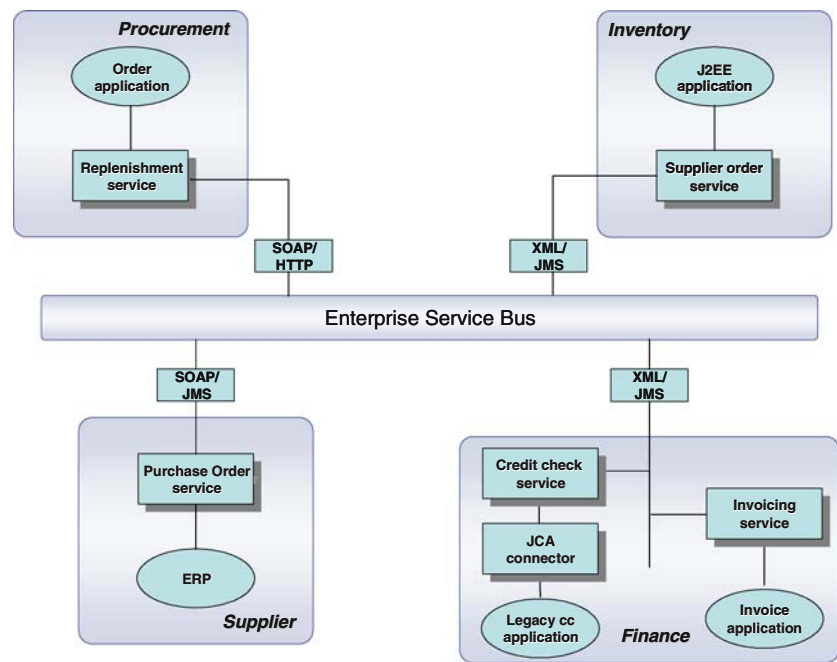 Procurement
Order
application
Replenishment
service
Inventory
J2EE
application
Supplier order
service
SOAP/
HTTP
XML/
JMS
Enterprise Service Bus
SOAP/
JMS
XML/
JMS
Purchase Order
service
ERP
Supplier
Credit check
service
JCA
connector
Legacy cc
application
Invoicing
service
Invoice
application
Finance